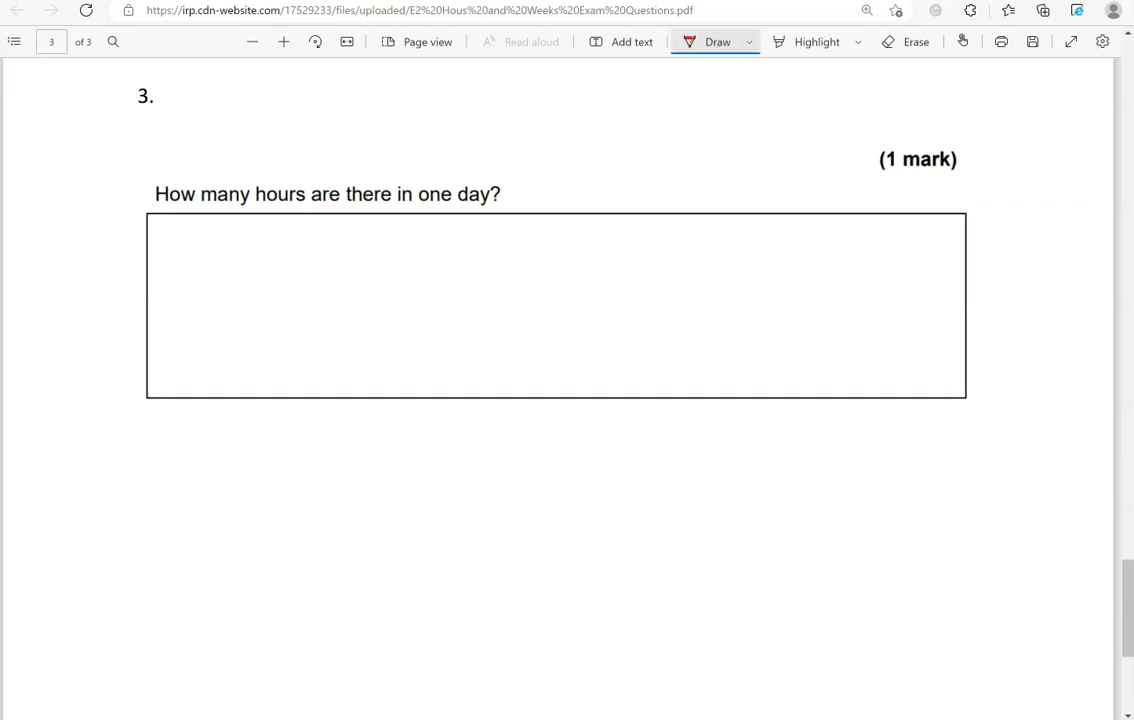 https://irp.cdn-website.com/17529233/files/uploaded/E2%20Hous%20and%20Weeks%20Exam%20Questions.pdf
3 of 3 Page view Read aloud Add text Draw Highlight Erase
3.
(1 mark)
How many hours are there in one day?